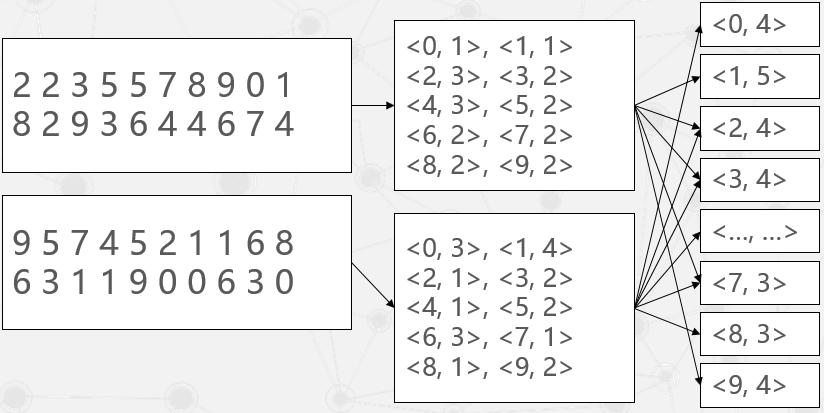 2 2 3 5 5 7 8 9 0 1
8 2 9 3 6 4 4 6 7 4
9 5 7 4 5 2 1 1 6 8
6 3 1 1 9 0 0 6 3 0
<0, 1>, <1, 1>
<2, 3>, <3, 2>
<4, 3>, <5, 2>
<6, 2>, <7, 2>
<8, 2>, <9, 2>
<0, 3>, <1, 4>
<2, 1>, <3, 2>
<4, 1>, <5, 2>
<6, 3>, <7, 1>
<8, 1>, <9, 2>
<0, 4>
<1, 5>
<2, 4>
<3, 4>
<..., ...>
<7, 3>
<8, 3>
<9, 4>